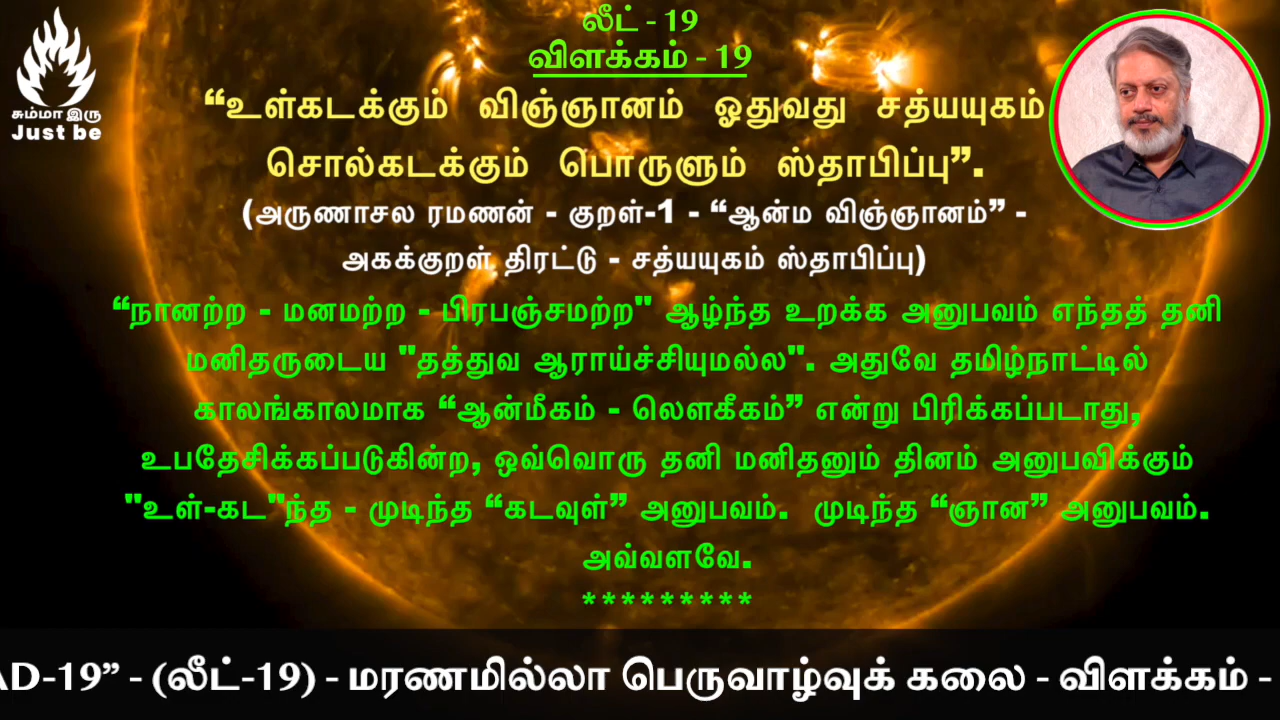 லீட் - 19
விளக்கம் - 19
சும்மா இரு
Just be
“உள்கடக்கும் விஞ்ஞானம் ஓதுவது சத்யயுகம்
சொல்கடக்கும் பொருளும் ஸ்தாபிப்பு”.
(அருணாசல ரமணன் - குறள்-1 - “ஆன்ம விஞ்ஞானம்” -
அகக்குறள் திரட்டு - சத்யயுகம் ஸ்தாபிப்பு)
“நானற்ற - மனமற்ற - பிரபஞ்சமற்ற" ஆழ்ந்த உறக்க அனுபவம் எந்தத் தனி
மனிதருடைய "தத்துவ ஆராய்ச்சியுமல்ல". அதுவே தமிழ்நாட்டில்
காலங்காலமாக “ஆன்மீகம் - லௌகீகம்” என்று பிரிக்கப்படாது,
உபதேசிக்கப்படுகின்ற, ஒவ்வொரு தனி மனிதனும் தினம் அனுபவிக்கும்
"உள்-கட"ந்த - முடிந்த “கடவுள்” அனுபவம். முடிந்த “ஞான” அனுபவம்.
அவ்வளவே.
*********
AD-19” - (லீட்-19) - மரணமில்லா பெருவாழ்வுக் கலை - விளக்கம் -